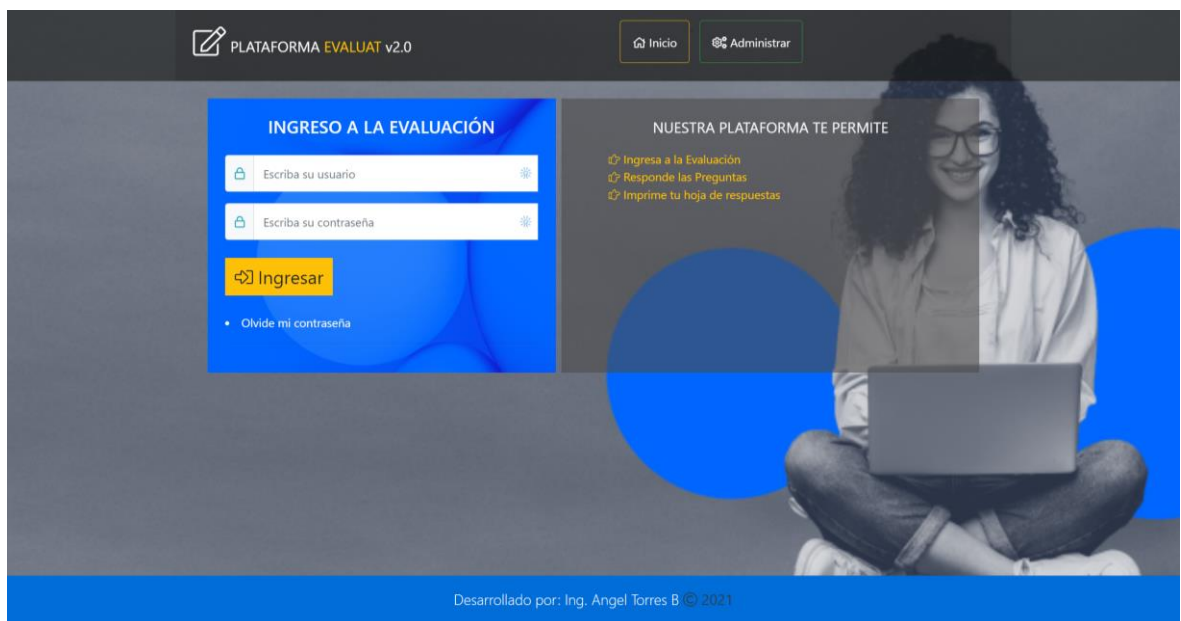 PLATAFORMA EVALUAT v2.0
Inicio
Administrar
INGRESO A LA EVALUACIÓN
Escriba su usuario
Escriba su contraseña
Ingresar
Olvide mi contraseña
NUESTRA PLATAFORMA TE PERMITE
Ingresa a la Evaluación
Responde las Preguntas
Imprime tu hoja de respuestas
Desarrollado por: Ing. Angel Torres B © 2021